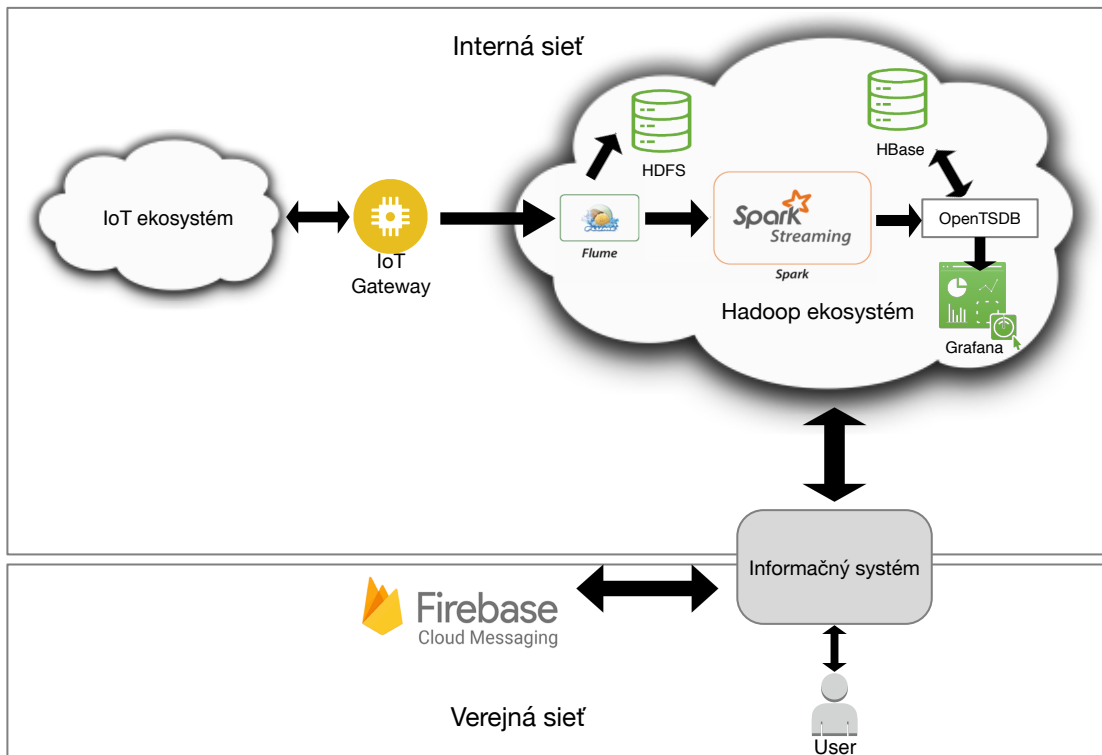 Interná sieť
HDFS
HBase
IoT ekosystém
IoT
Gateway
Flume
Spark
Streaming
Spark
OpenTSDB
Hadoop ekosystém
Grafana
Informačný systém
Firebase
Cloud Messaging
Verejná sieť
User